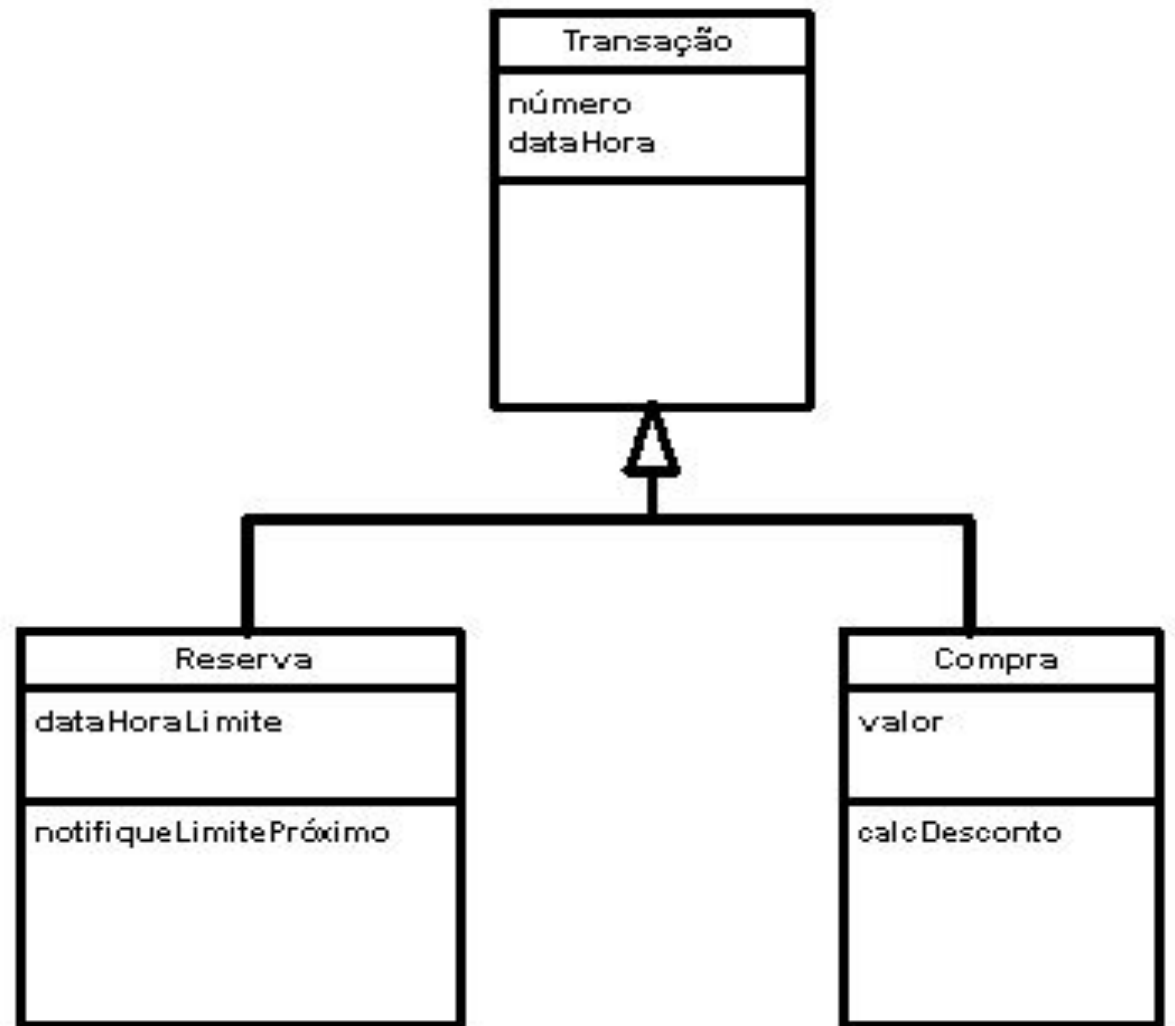 Transação
número
dataHora
Reserva
dataHoraLimite
notifiqueLimitePróximo
Compra
valor
calcDesconto